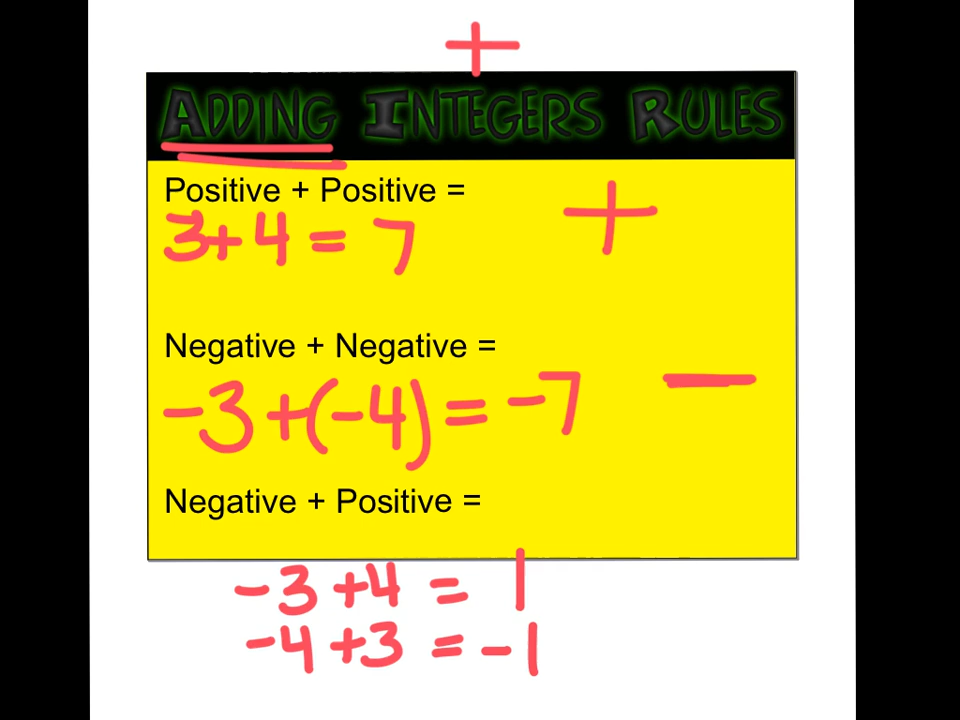 +
ADDING INTEGERS RULES
Positive + Positive =
+
3+4 = 7
Negative + Negative =
−
-3+(-4) = -7
Negative + Positive =
-3+4 = 1
-4+3 = -1